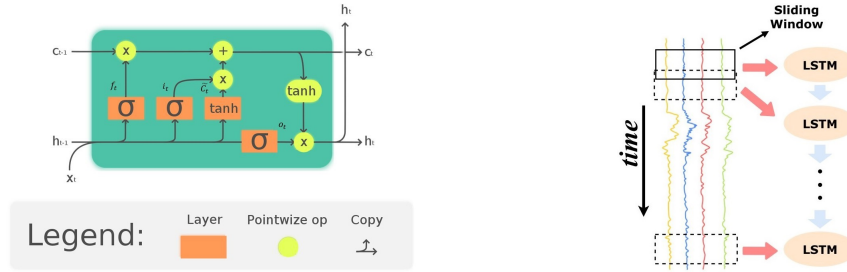 hₜ
cₜ₋₁
x
+
cₜ
fₜ
iₜ
x
C̃ₜ
tanh
σ
σ
tanh
oₜ
hₜ₋₁
σ
x
hₜ
xₜ
Legend:
Layer
Pointwize op
Copy
Sliding
Window
LSTM
LSTM
time
LSTM